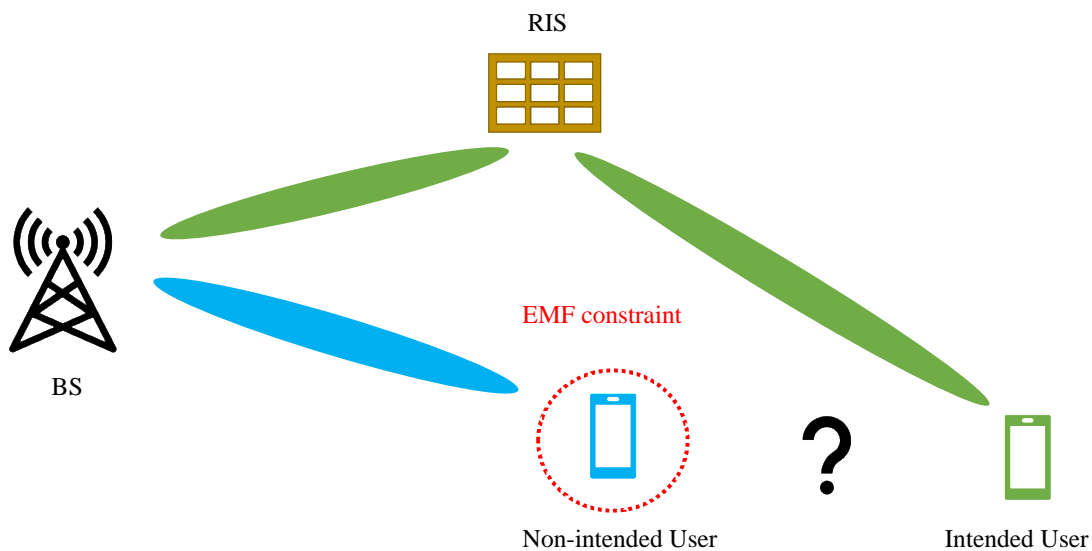 RIS
EMF constraint
BS
?
Non-intended User
Intended User